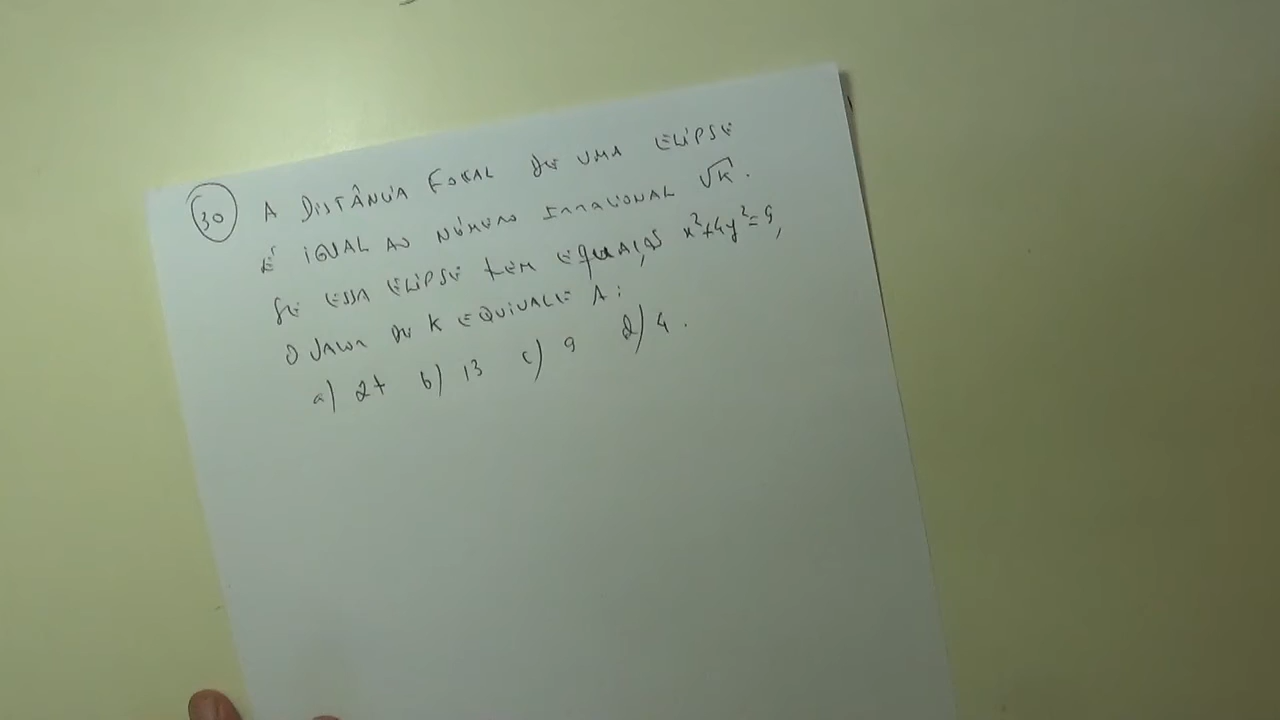 30 A DISTÂNCIA FOCAL DE UMA ELIPSE
É IGUAL AO NÚMERO IRRACIONAL √K.
SE ESSA ELIPSE TEM EQUAÇÃO x²+4y²=9,
O VALOR DE K EQUIVALE A:
a) 27 b) 13 c) 9 d) 4.